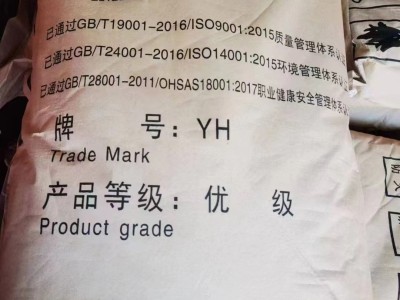 已通过GB/T19001-2016/ISO9001:2015质量管理体系认
已通过GB/T24001-2016/ISO14001:2015环境管理体系认
已通过GB/T28001-2011/OHSAS18001:2017职业健康安全管理体系认
牌 号: YH
Trade Mark
产品等级: 优 级
Product grade